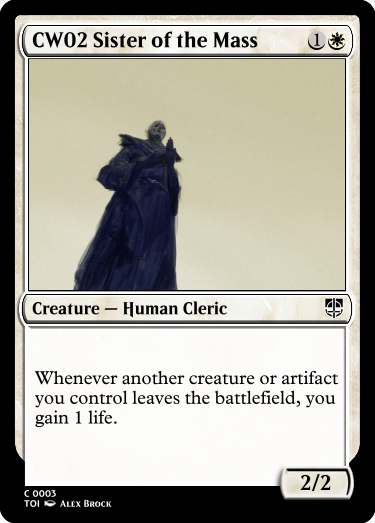 CW02 Sister of the Mass 1
Creature — Human Cleric
Whenever another creature or artifact
you control leaves the battlefield, you
gain 1 life.
2/2
C 0003
TOI Alex Brock